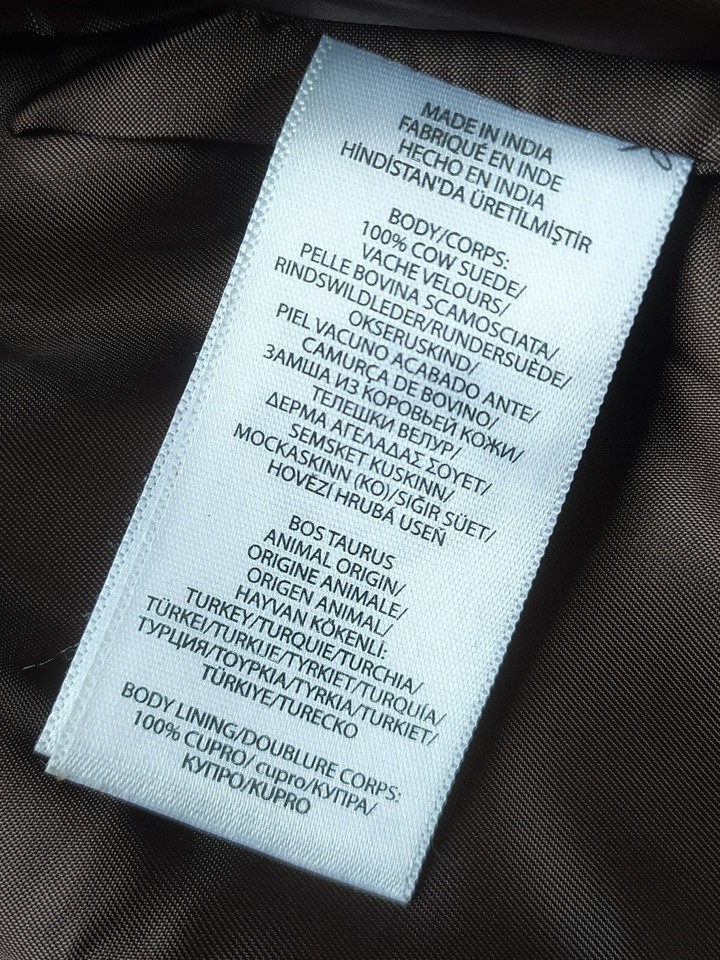 MADE IN INDIA
FABRIQUÉ EN INDE
HECHO EN INDIA
HİNDİSTAN'DA ÜRETİLMİŞTİR
BODY/CORPS:
100% COW SUEDE/
VACHE VELOURS/
PELLE BOVINA SCAMOSCIATA/
RINDSWILDLEDER/RUNDERSUÈDE/
OKSERUSKIND/
PIEL VACUNO ACABADO ANTE/
CAMURÇA DE BOVINO/
ЗАМША ИЗ КОРОВЬЕЙ КОЖИ/
ТЕЛЕШКИ ВЕЛУР/
ΔΕΡΜΑ ΑΓΕΛΑΔΑΣ ΣΟΥΕΤ/
SEMSKET KUSKINN/
MOCKASKINN (KO)/SIĞIR SÜET/
HOVĚZÍ HRUBÁ USEŇ
BOS TAURUS
ANIMAL ORIGIN/
ORIGINE ANIMALE/
ORIGEN ANIMAL/
HAYVAN KÖKENLİ:
TURKEY/TURQUIE/TURCHIA/
TÜRKEI/TURKIJE/TYRKIET/TURQUÍA/
ТУРЦИЯ/ΤΟΥΡΚΙΑ/TYRKIA/TURKIET/
TÜRKIYE/TURECKO
BODY LINING/DOUBLURE CORPS:
100% CUPRO/ cupro/КУПРА/
КУПРО/KUPRO